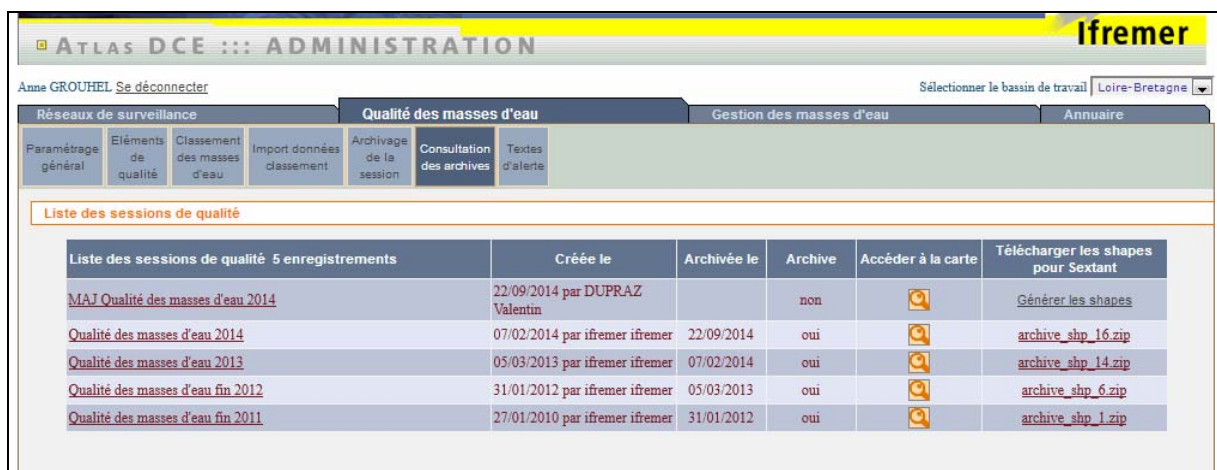 Ifremer
ATLAS DCE ::: ADMINISTRATION
Anne GROUHEL Se déconnecter
Sélectionner le bassin de travail Loire-Bretagne
Réseaux de surveillance Qualité des masses d'eau Gestion des masses d'eau Annuaire
Paramétrage général
Eléments de qualité
Classement des masses d'eau
Import données classement
Archivage de la session
Consultation des archives
Textes d'alerte
Liste des sessions de qualité
Liste des sessions de qualité 5 enregistrements Créée le Archivée le Archive Accéder à la carte Télécharger les shapes pour Sextant
MAJ Qualité des masses d'eau 2014 22/09/2014 par DUPRAZ Valentin non Générer les shapes
Qualité des masses d'eau 2014 07/02/2014 par ifremer ifremer 22/09/2014 oui archive_shp_16.zip
Qualité des masses d'eau 2013 05/03/2013 par ifremer ifremer 07/02/2014 oui archive_shp_14.zip
Qualité des masses d'eau fin 2012 31/01/2012 par ifremer ifremer 05/03/2013 oui archive_shp_6.zip
Qualité des masses d'eau fin 2011 27/01/2010 par ifremer ifremer 31/01/2012 oui archive_shp_1.zip